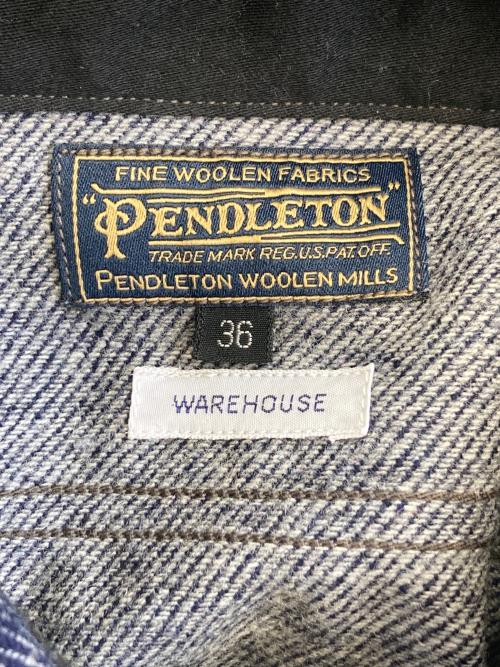 FINE WOOLEN FABRICS
"PENDLETON"
TRADE MARK REG. U.S. PAT. OFF.
PENDLETON WOOLEN MILLS
36
WAREHOUSE